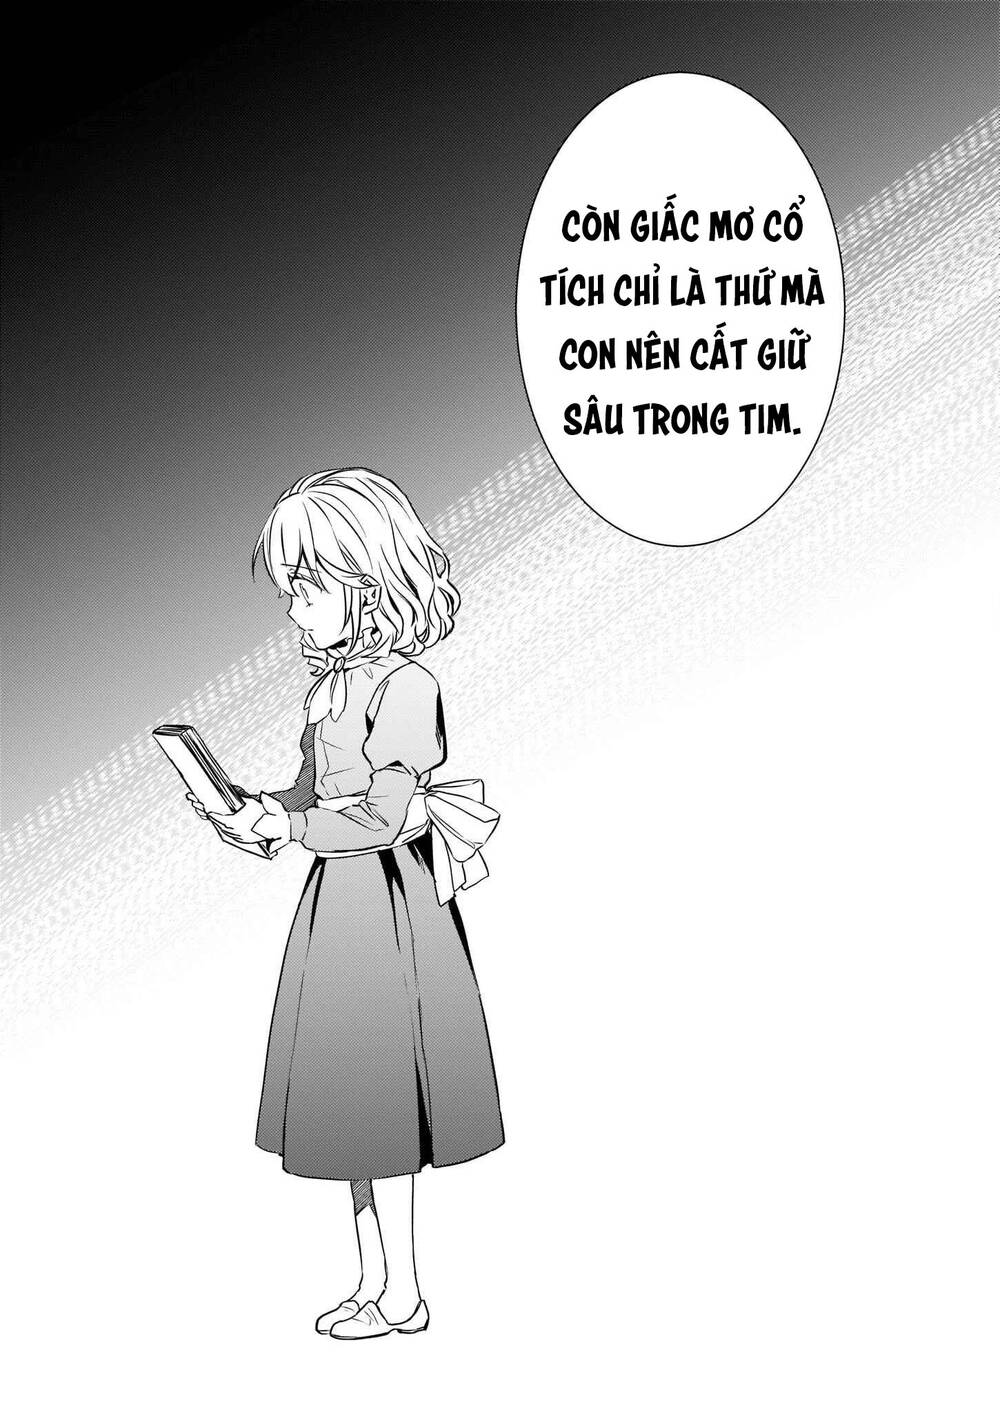 CÒN GIẤC MƠ CỔ
TÍCH CHỈ LÀ THỨ MÀ
CON NÊN CẤT GIỮ
SÂU TRONG TIM.